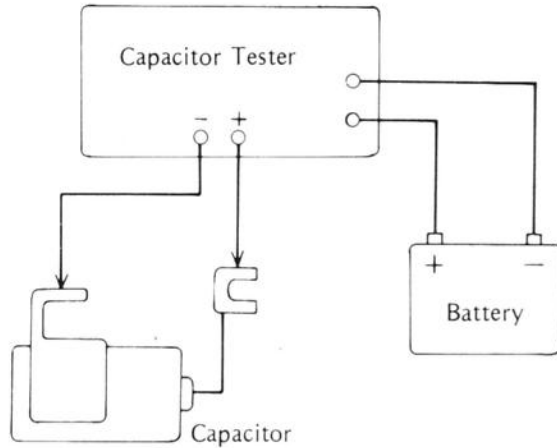 Capacitor Tester
− +
+ −
Battery
Capacitor